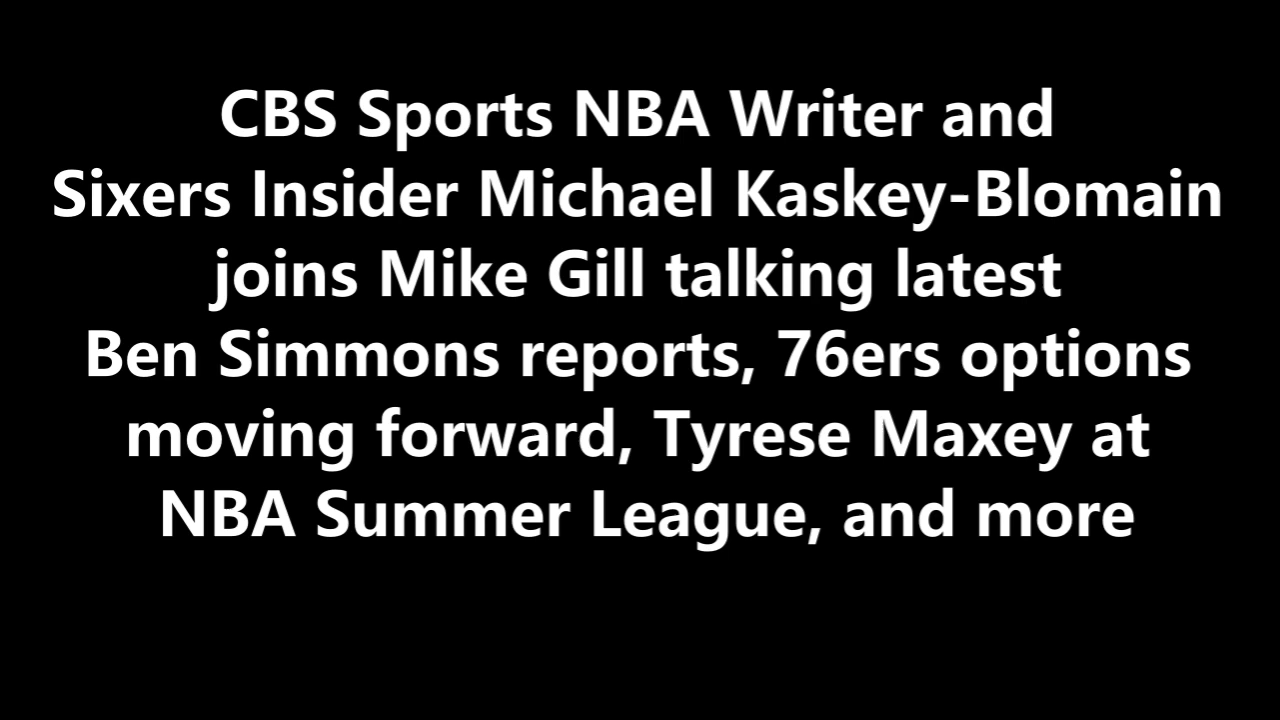 CBS Sports NBA Writer and
Sixers Insider Michael Kaskey-Blomain
joins Mike Gill talking latest
Ben Simmons reports, 76ers options
moving forward, Tyrese Maxey at
NBA Summer League, and more